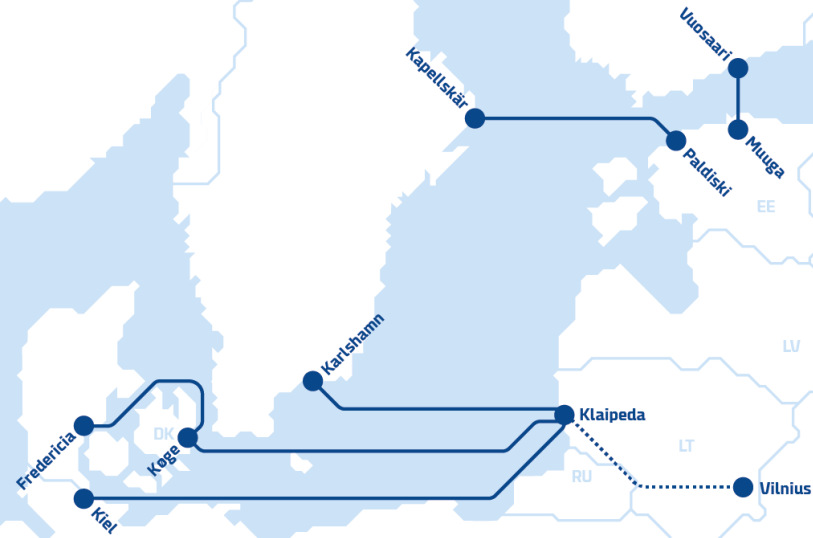 Vuosaari
Kapellskär
Muuga
Paldiski
EE
Karlshamn
LV
Klaipeda
DK
Fredericia
Køge
LT
RU
Vilnius
Kiel